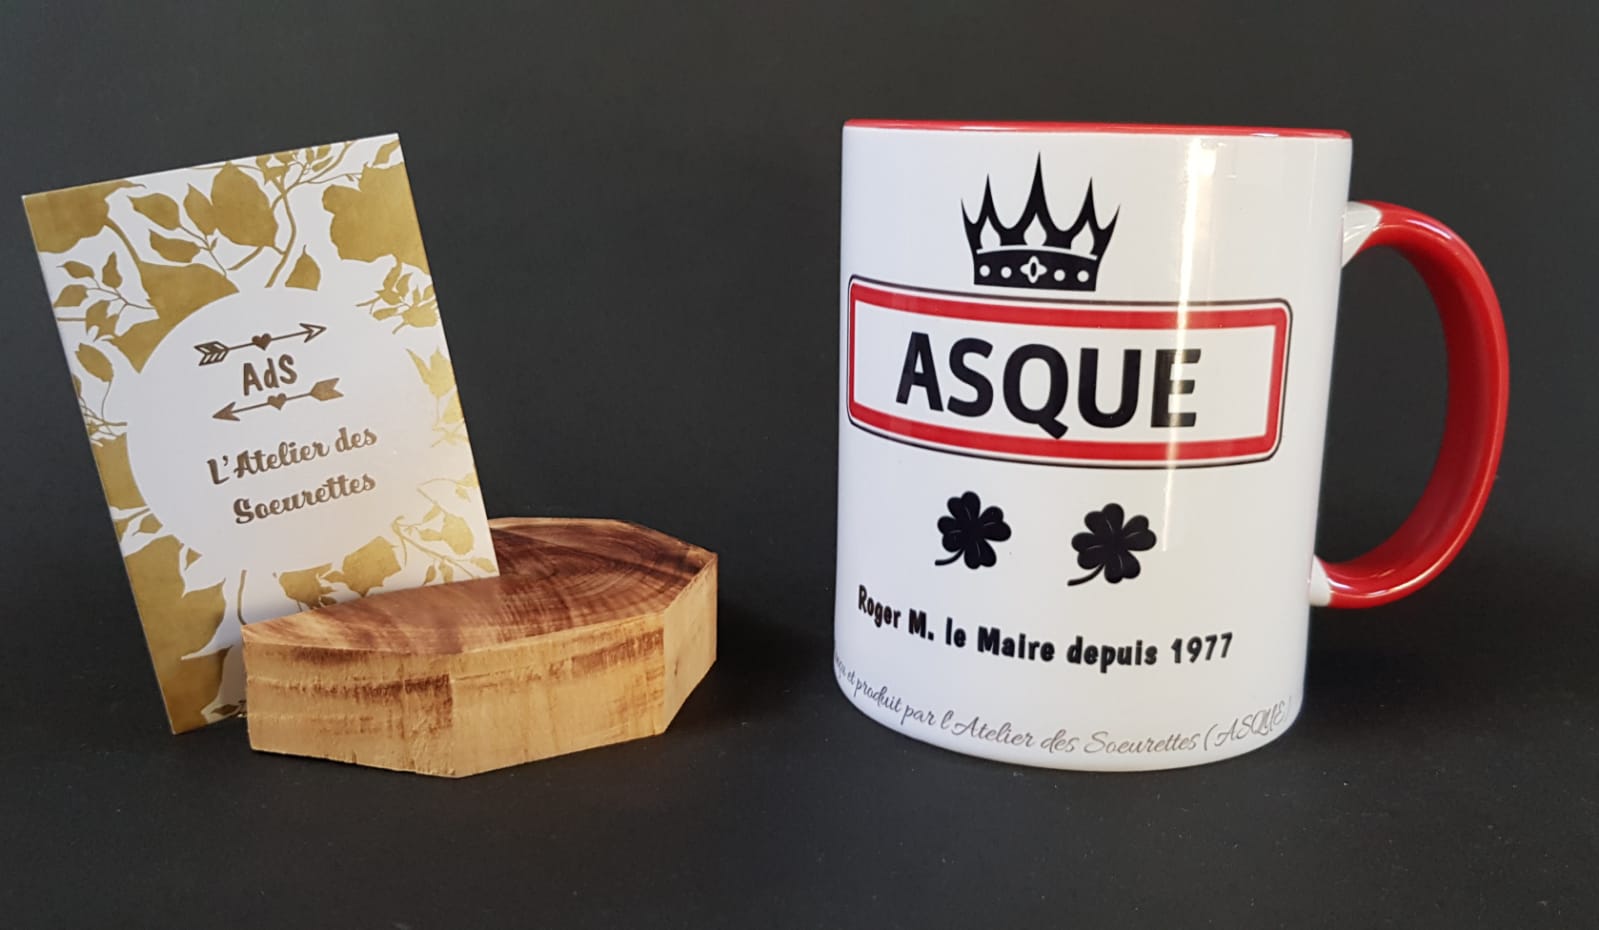 AdS
L'Atelier des
Soeurettes
ASQUE
Roger M. le Maire depuis 1977
et produit par l'Atelier des Soeurettes (ASQUE)